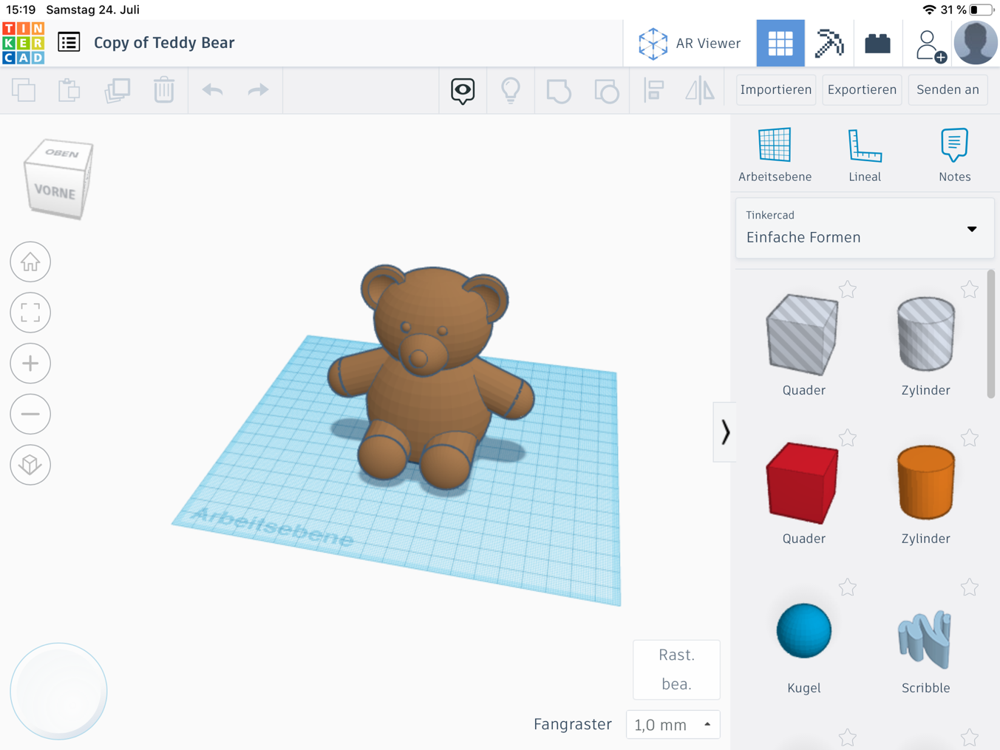 15:19 Samstag 24. Juli
31 %
TIN
KER
CAD
Copy of Teddy Bear
AR Viewer
Importieren
Exportieren
Senden an
OBEN
VORNE
Arbeitsebene
Lineal
Notes
Tinkercad
Einfache Formen
Quader
Zylinder
Quader
Zylinder
Kugel
Scribble
Arbeitsebene
Rast.
bea.
Fangraster
1,0 mm